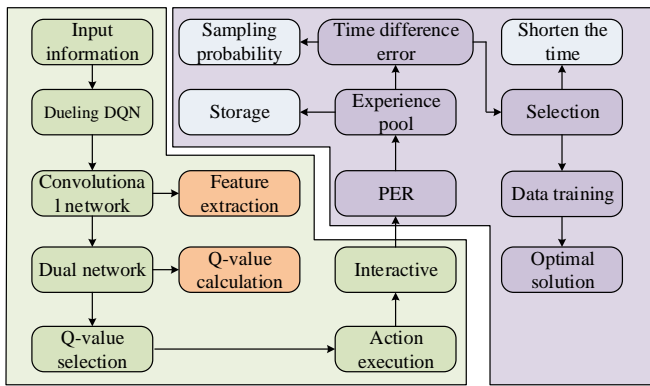 Input
information
Dueling DQN
Convolutiona
l network
Feature
extraction
Dual network
Q-value
calculation
Q-value
selection
Action
execution
Interactive
PER
Experience
pool
Storage
Time difference
error
Sampling
probability
Shorten the
time
Selection
Data training
Optimal
solution